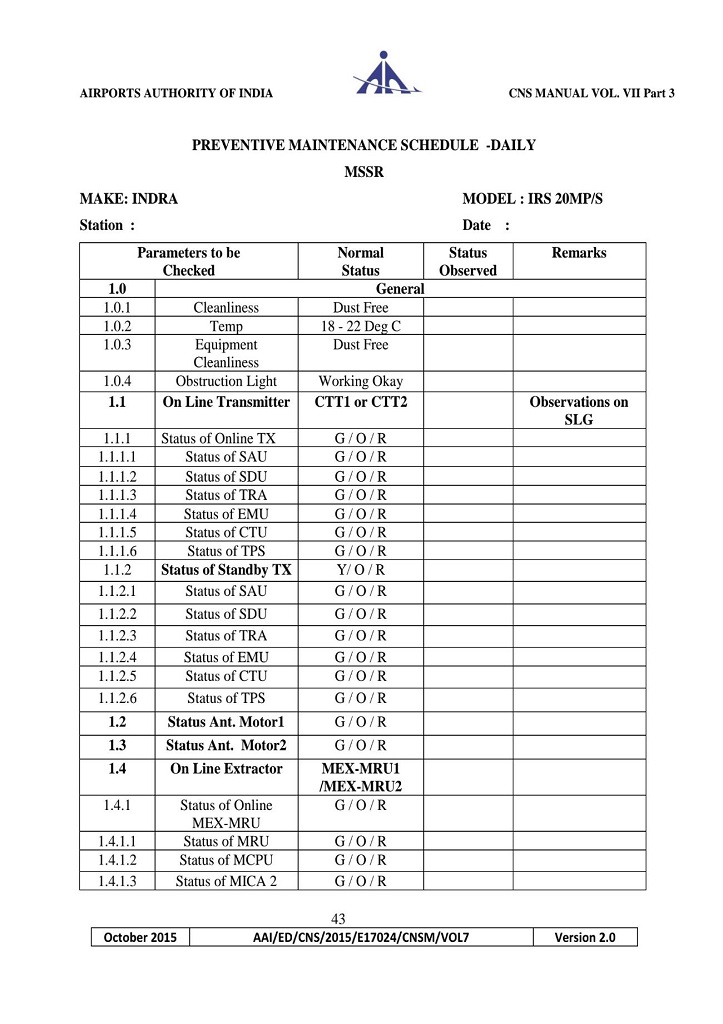 AIRPORTS AUTHORITY OF INDIA CNS MANUAL VOL. VII Part 3
PREVENTIVE MAINTENANCE SCHEDULE -DAILY
MSSR
MAKE: INDRA MODEL : IRS 20MP/S
Station : Date :
Parameters to be Checked Normal Status Status Observed Remarks
1.0 General
1.0.1 Cleanliness Dust Free
1.0.2 Temp 18 - 22 Deg C
1.0.3 Equipment Cleanliness Dust Free
1.0.4 Obstruction Light Working Okay
1.1 On Line Transmitter CTT1 or CTT2 Observations on SLG
1.1.1 Status of Online TX G / O / R
1.1.1.1 Status of SAU G / O / R
1.1.1.2 Status of SDU G / O / R
1.1.1.3 Status of TRA G / O / R
1.1.1.4 Status of EMU G / O / R
1.1.1.5 Status of CTU G / O / R
1.1.1.6 Status of TPS G / O / R
1.1.2 Status of Standby TX Y/ O / R
1.1.2.1 Status of SAU G / O / R
1.1.2.2 Status of SDU G / O / R
1.1.2.3 Status of TRA G / O / R
1.1.2.4 Status of EMU G / O / R
1.1.2.5 Status of CTU G / O / R
1.1.2.6 Status of TPS G / O / R
1.2 Status Ant. Motor1 G / O / R
1.3 Status Ant. Motor2 G / O / R
1.4 On Line Extractor MEX-MRU1 /MEX-MRU2
1.4.1 Status of Online MEX-MRU G / O / R
1.4.1.1 Status of MRU G / O / R
1.4.1.2 Status of MCPU G / O / R
1.4.1.3 Status of MICA 2 G / O / R
43
October 2015 AAI/ED/CNS/2015/E17024/CNSM/VOL7 Version 2.0